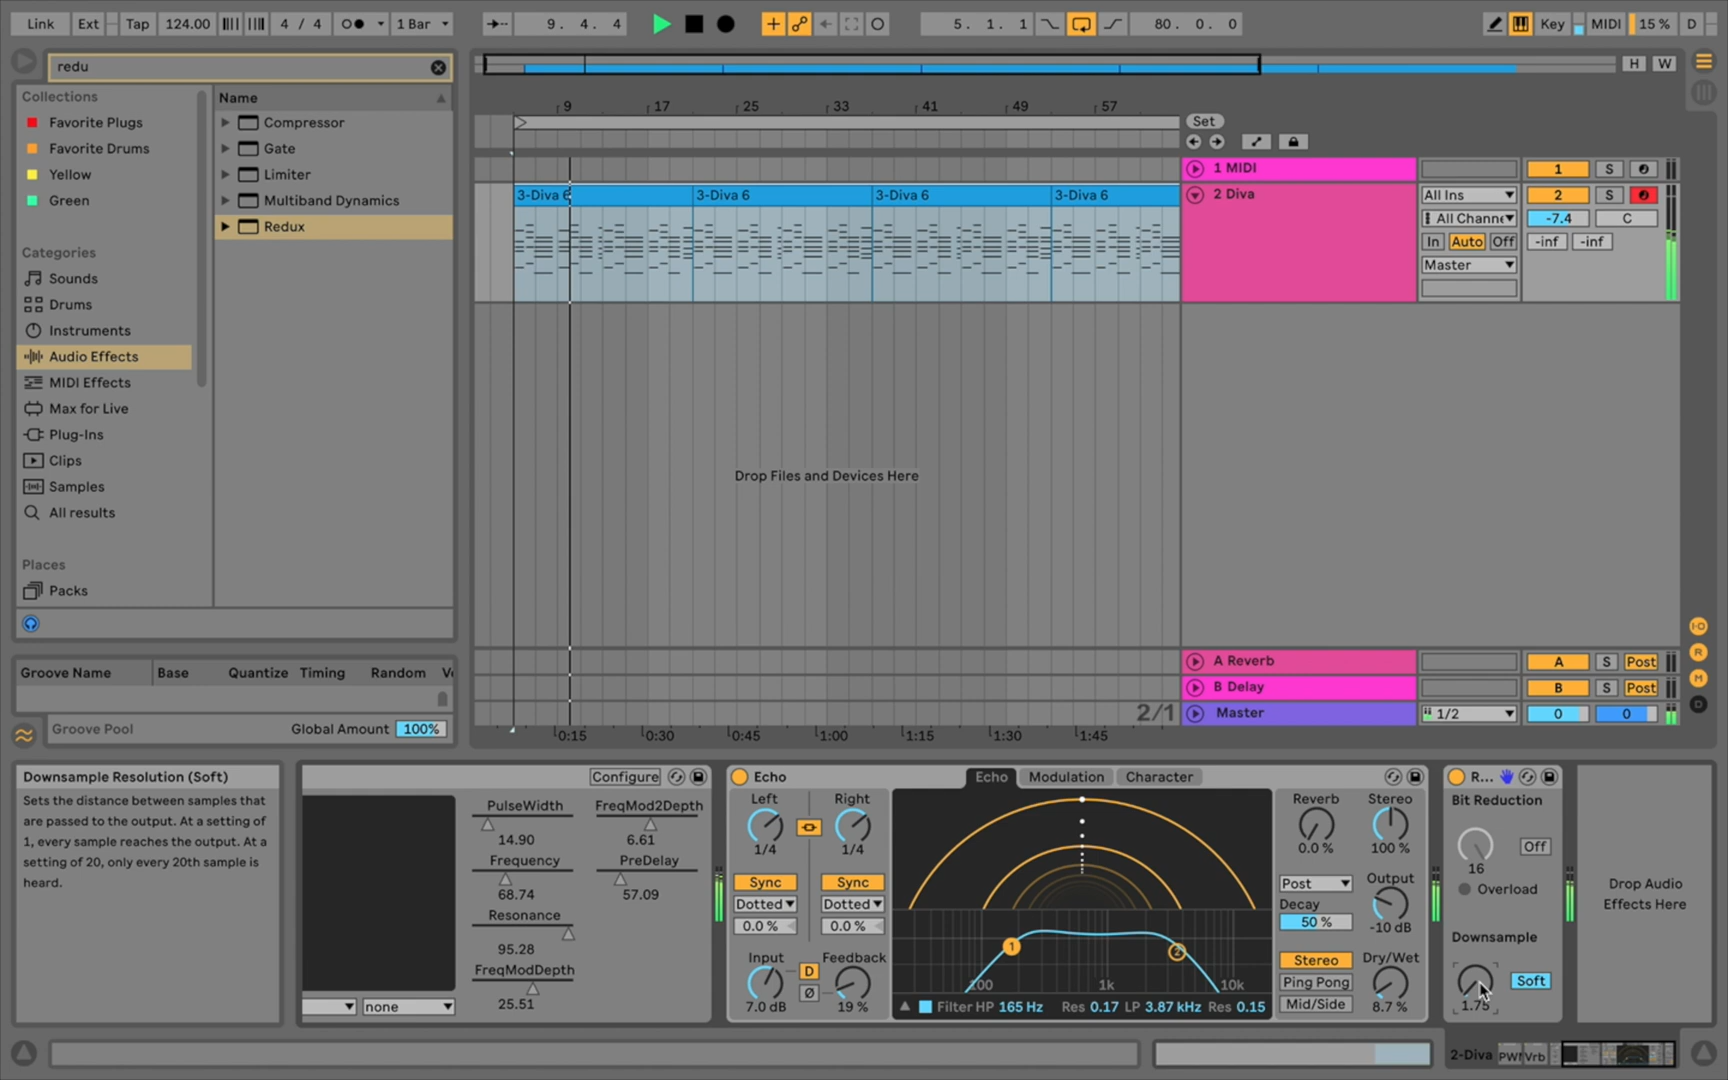 Link Ext Tap 124.00 4 / 4 1 Bar 9. 4. 4 5. 1. 1 80. 0. 0 Key MIDI 15 % D
redu
H W
Collections
Favorite Plugs
Favorite Drums
Yellow
Green
Categories
Sounds
Drums
Instruments
Audio Effects
MIDI Effects
Max for Live
Plug-Ins
Clips
Samples
All results
Places
Packs
Name
Compressor
Gate
Limiter
Multiband Dynamics
Redux
9 17 25 33 41 49 57
Set
1 MIDI 1 S
3-Diva 6 3-Diva 6 3-Diva 6 3-Diva 6
2 Diva All Ins 2 S
All Channe -7.4 C
In Auto Off -inf -inf
Master
Drop Files and Devices Here
A Reverb A S Post
B Delay B S Post
2/1 Master 1/2 0 0
0:15 0:30 0:45 1:00 1:15 1:30 1:45
I·O
R
M
D
Groove Name Base Quantize Timing Random
Groove Pool Global Amount 100%
Downsample Resolution (Soft)
Sets the distance between samples that
are passed to the output. At a setting of
1, every sample reaches the output. At a
setting of 20, only every 20th sample is
heard.
Configure
PulseWidth FreqMod2Depth
14.90 6.61
Frequency PreDelay
68.74 57.09
Resonance
95.28
FreqModDepth
25.51
none
Echo Echo Modulation Character
Left Right
1/4 1/4
Sync Sync
Dotted Dotted
0.0 % 0.0 %
Input D Feedback
7.0 dB Ø 19 %
1 2
100 1k 10k
Filter HP 165 Hz Res 0.17 LP 3.87 kHz Res 0.15
Reverb Stereo
0.0 % 100 %
Post Output
Decay
50 % -10 dB
Stereo Dry/Wet
Ping Pong
Mid/Side 8.7 %
R...
Bit Reduction
Off
16
Overload
Downsample
Soft
1.75
Drop Audio
Effects Here
2-Diva Vrb